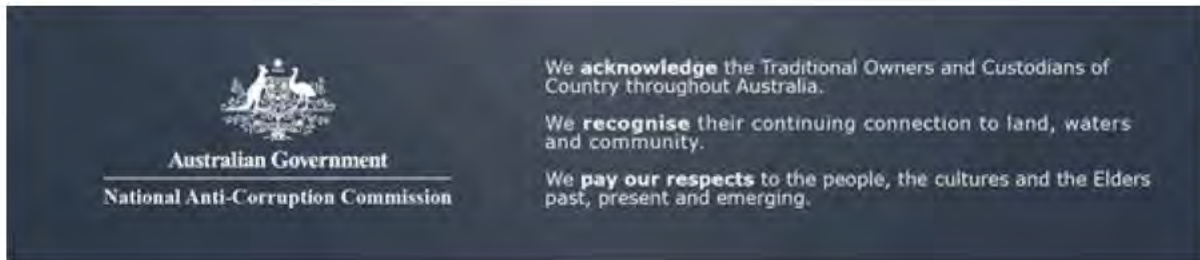 Australian Government
National Anti-Corruption Commission
We acknowledge the Traditional Owners and Custodians of
Country throughout Australia.
We recognise their continuing connection to land, waters
and community.
We pay our respects to the people, the cultures and the Elders
past, present and emerging.